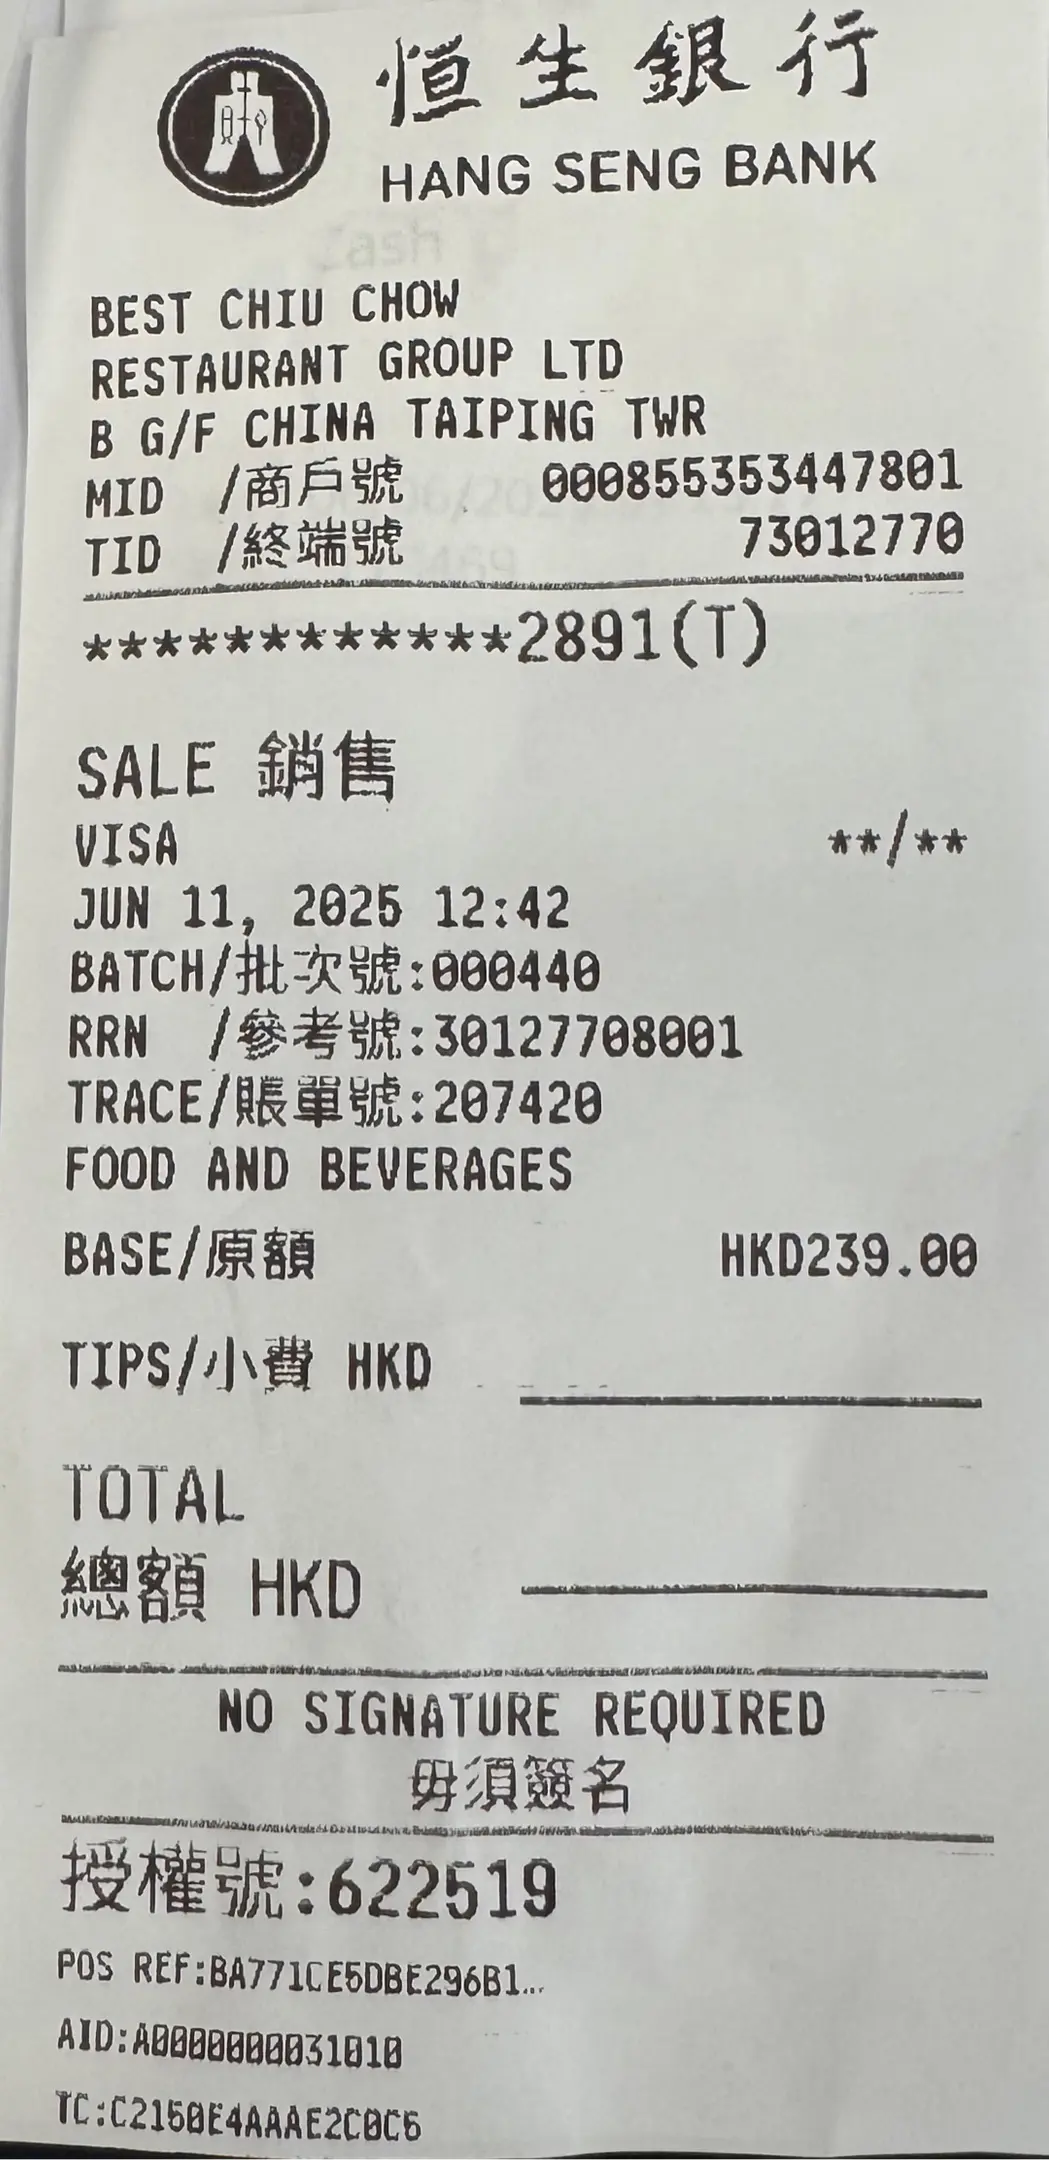 恒生銀行
HANG SENG BANK
BEST CHIU CHOW
RESTAURANT GROUP LTD
B G/F CHINA TAIPING TWR
MID /商戶號 000855353447801
TID /終端號 73012770
************2891(T)
SALE 銷售
VISA **/**
JUN 11, 2025 12:42
BATCH/批次號:000440
RRN /參考號:30127708001
TRACE/賬單號:207420
FOOD AND BEVERAGES
BASE/原額 HKD239.00
TIPS/小費 HKD
TOTAL
總額 HKD
NO SIGNATURE REQUIRED
毋須簽名
授權號:622519
POS REF:BA771CE5DBE296B1...
AID:A0000000031010
TC:C2150E4AAAE2C0C5